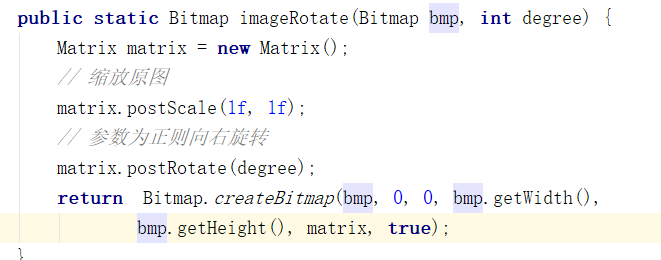 public static Bitmap imageRotate(Bitmap bmp, int degree) {
Matrix matrix = new Matrix();
// 缩放原图
matrix.postScale(1f, 1f);
// 参数为正则向右旋转
matrix.postRotate(degree);
return Bitmap.createBitmap(bmp, 0, 0, bmp.getWidth(),
bmp.getHeight(), matrix, true);
}